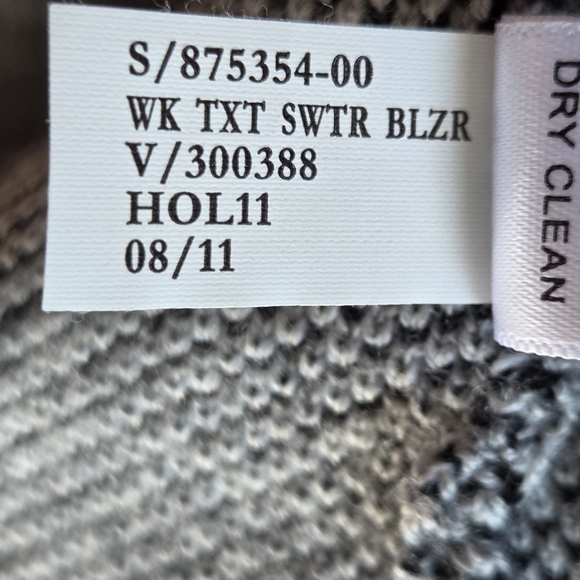 S/875354-00
WK TXT SWTR BLZR
V/300388
HOL11
08/11
DRY CLEAN